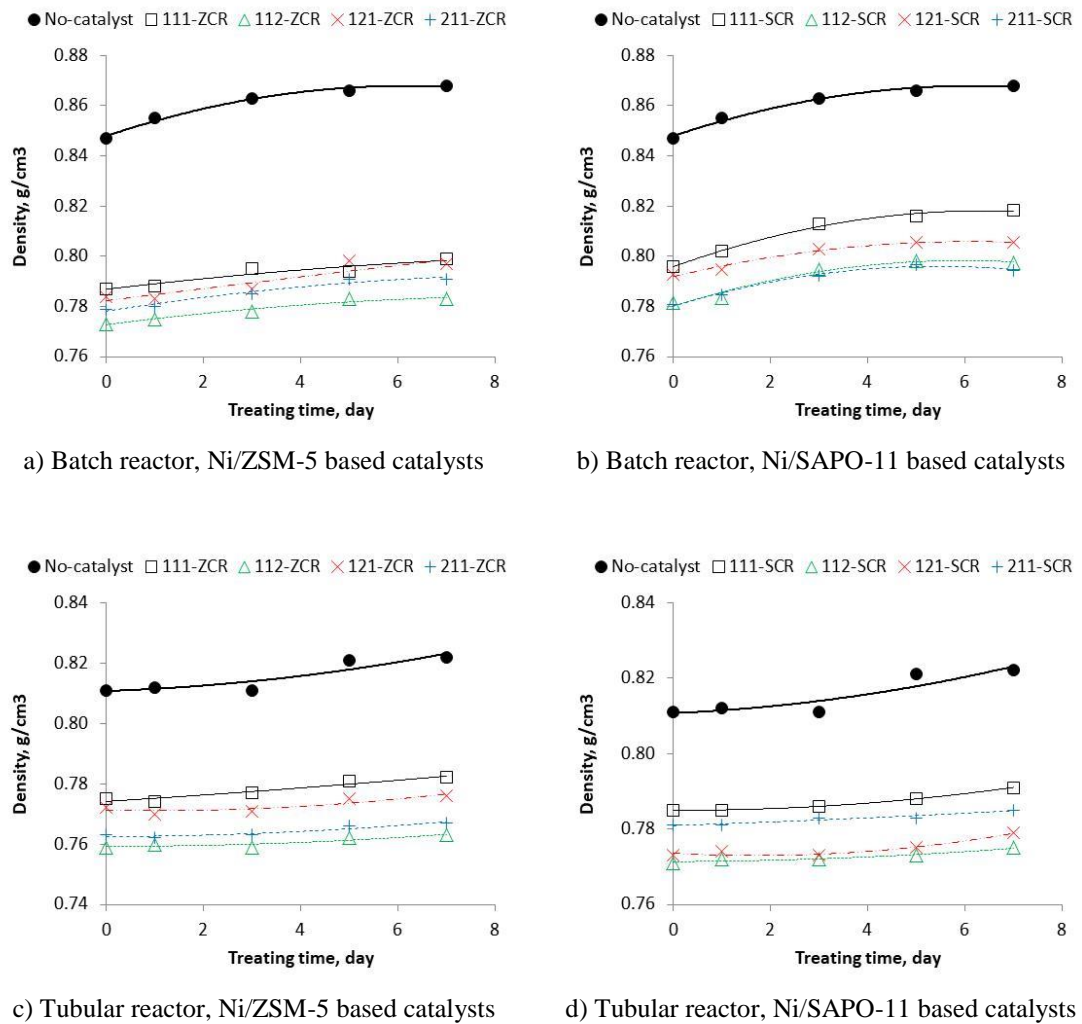 ● No-catalyst □ 111-ZCR △ 112-ZCR × 121-ZCR + 211-ZCR
0.88
0.86
0.84
0.82
0.80
0.78
0.76
Density, g/cm3
0 2 4 6 8
Treating time, day
a) Batch reactor, Ni/ZSM-5 based catalysts
● No-catalyst □ 111-SCR △ 112-SCR × 121-SCR + 211-SCR
0.88
0.86
0.84
0.82
0.80
0.78
0.76
Density, g/cm3
0 2 4 6 8
Treating time, day
b) Batch reactor, Ni/SAPO-11 based catalysts
● No-catalyst □ 111-ZCR △ 112-ZCR × 121-ZCR + 211-ZCR
0.84
0.82
0.80
0.78
0.76
0.74
Density, g/cm3
0 2 4 6 8
Treating time, day
c) Tubular reactor, Ni/ZSM-5 based catalysts
● No-catalyst □ 111-SCR △ 112-SCR × 121-SCR + 211-SCR
0.84
0.82
0.80
0.78
0.76
Density, g/cm3
0 2 4 6 8
Treating time, day
d) Tubular reactor, Ni/SAPO-11 based catalysts